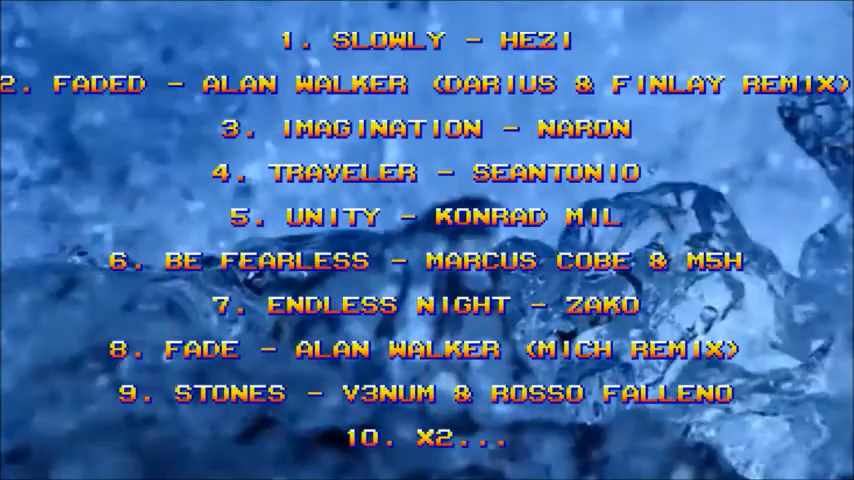 1. SLOWLY - HEZI
2. FADED - ALAN WALKER (DARIUS & FINLAY REMIX)
3. IMAGINATION - NARON
4. TRAVELER - SEANTONIO
5. UNITY - KONRAD MIL
6. BE FEARLESS - MARCUS COBE & M5H
7. ENDLESS NIGHT - ZAKO
8. FADE - ALAN WALKER (MICH REMIX)
9. STONES - V3NUM & ROSSO FALLENO
10. X2...